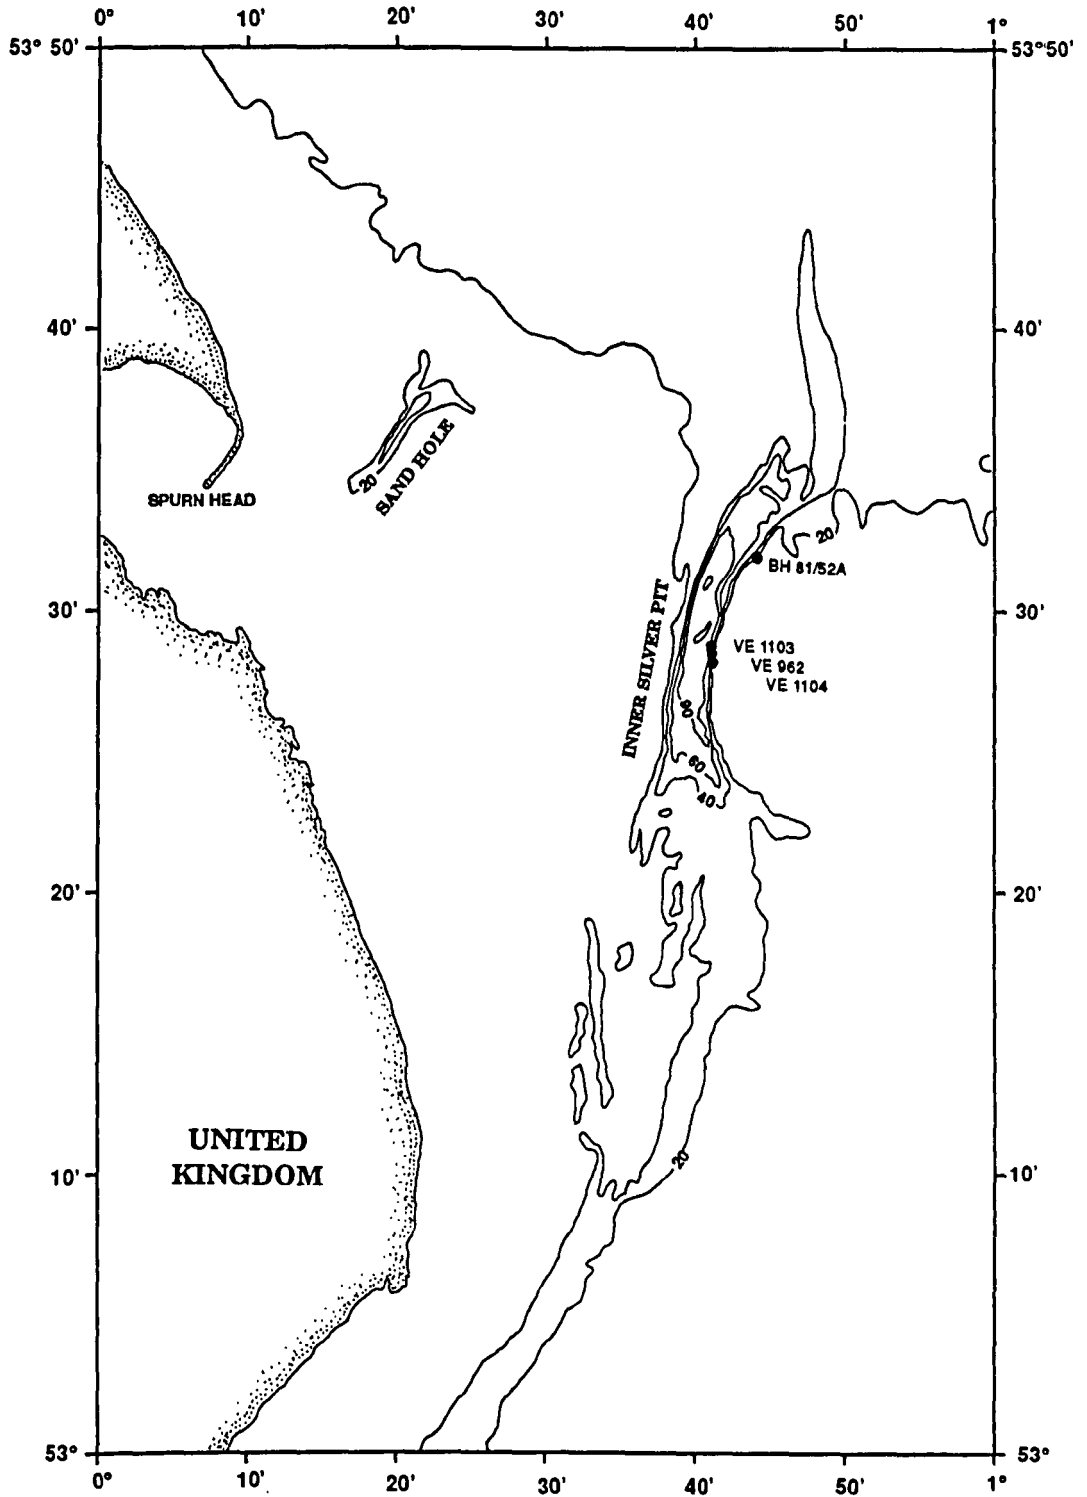 0° 10' 20' 30' 40' 50' 1°
53° 50' 53°50'
40' 40'
SPURN HEAD
20
SAND HOLE
20
BH 81/52A
30' 30'
INNER SILVER PIT
VE 1103
VE 962
VE 1104
60
40
20' 20'
UNITED
KINGDOM
20
10' 10'
53° 53°
0° 10' 20' 30' 40' 50' 1°